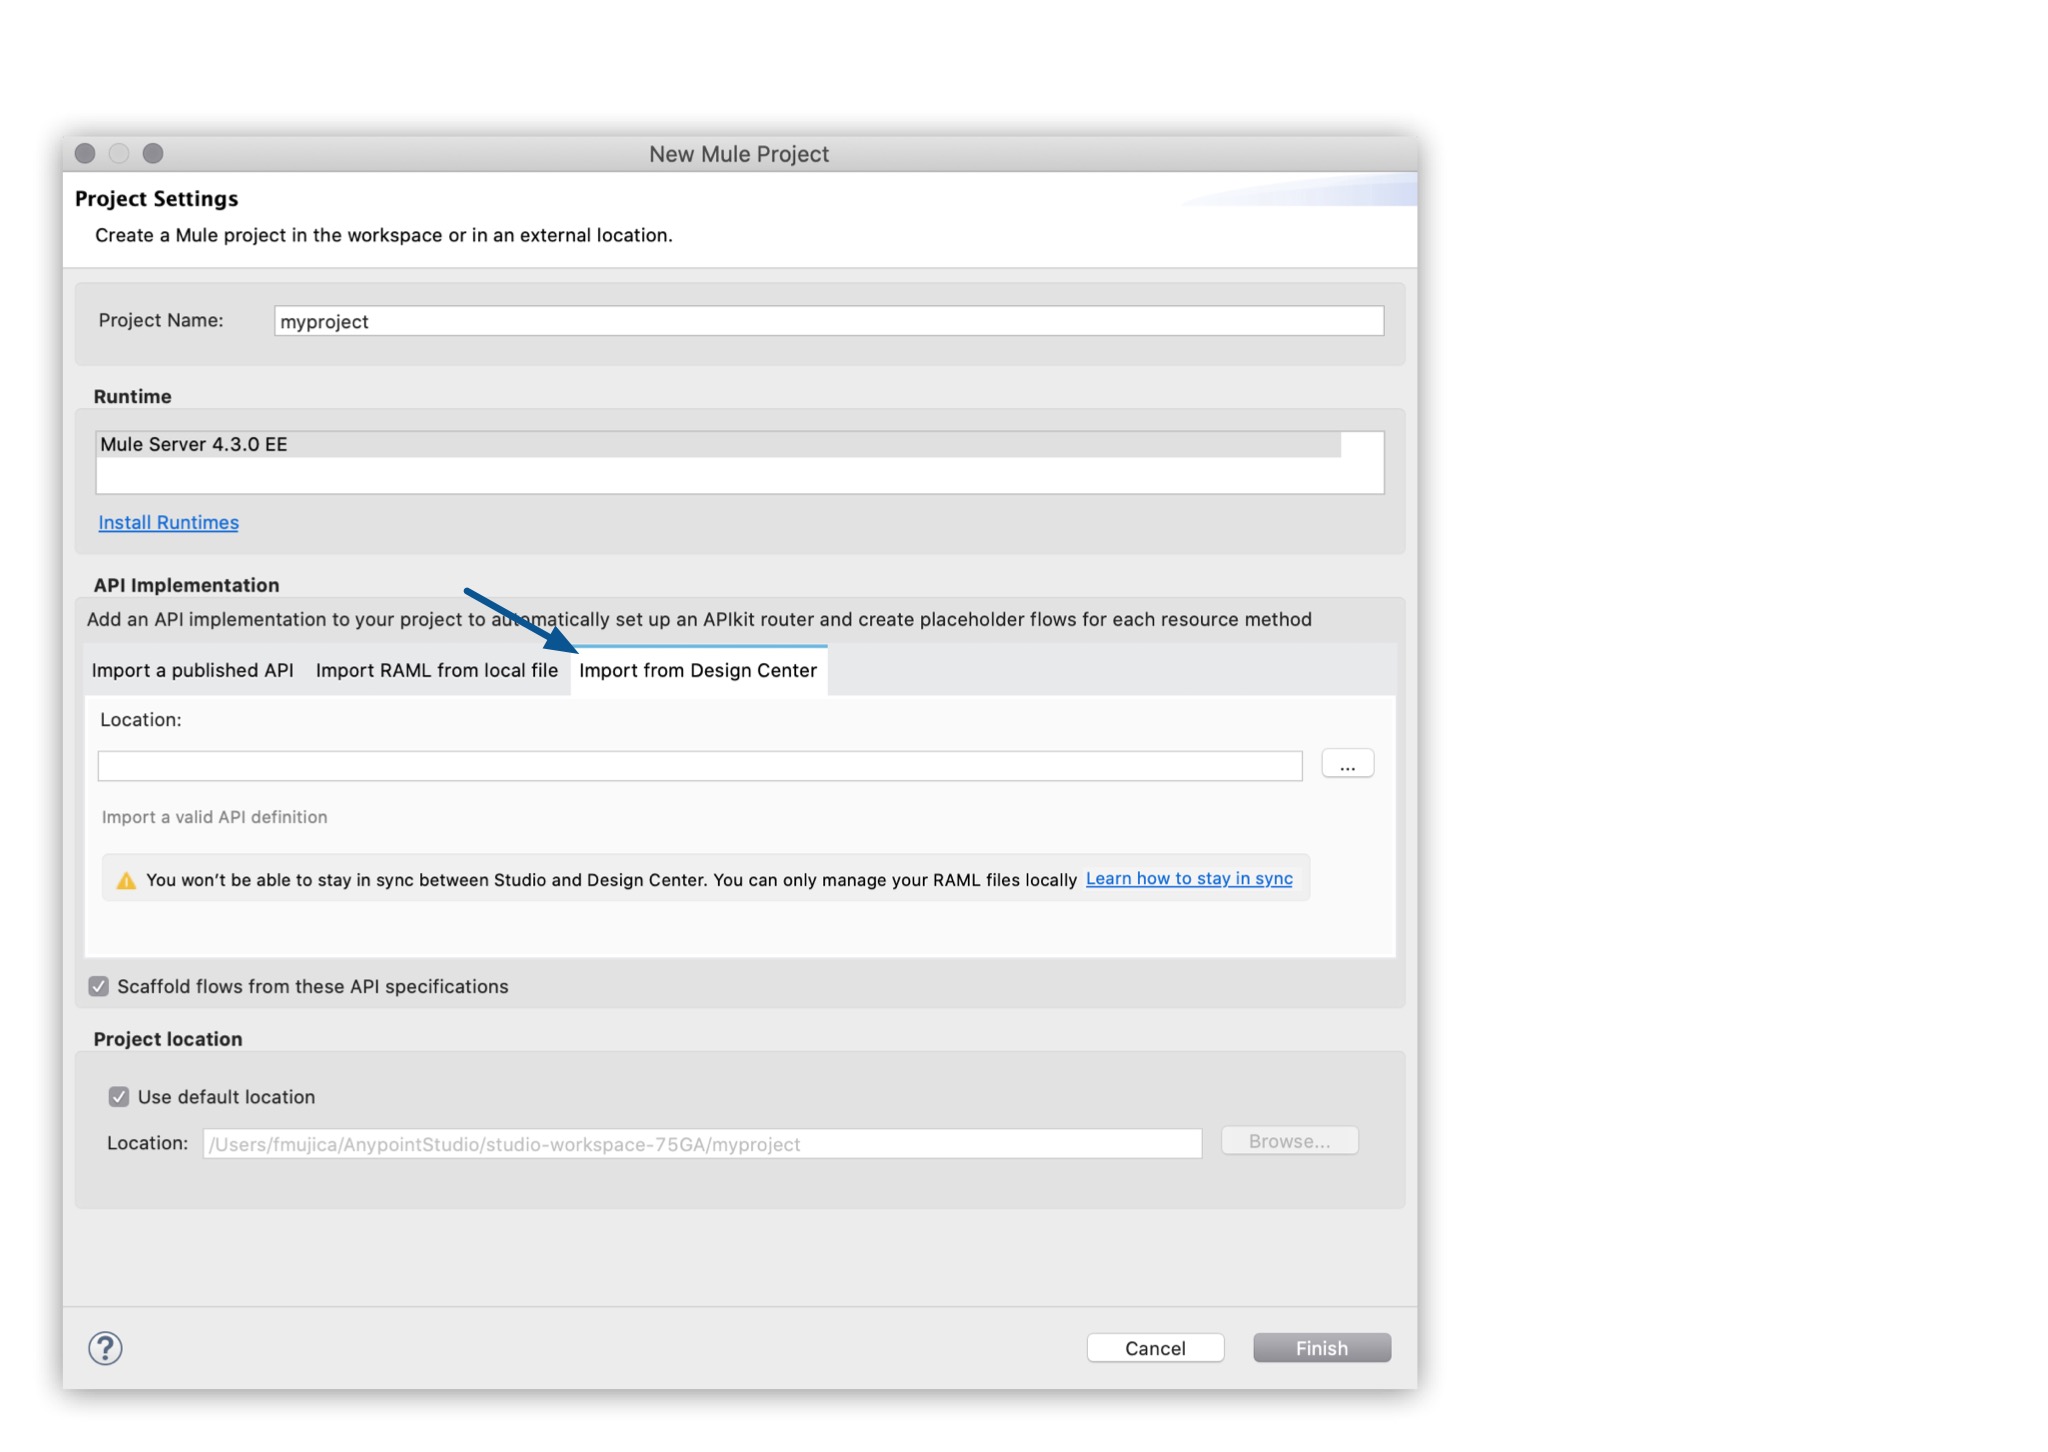 New Mule Project
Project Settings
Create a Mule project in the workspace or in an external location.
Project Name: myproject
Runtime
Mule Server 4.3.0 EE
Install Runtimes
API Implementation
Add an API implementation to your project to automatically set up an APIkit router and create placeholder flows for each resource method
Import a published API Import RAML from local file Import from Design Center
Location:
...
Import a valid API definition
You won't be able to stay in sync between Studio and Design Center. You can only manage your RAML files locally Learn how to stay in sync
Scaffold flows from these API specifications
Project location
Use default location
Location: /Users/fmujica/AnypointStudio/studio-workspace-75GA/myproject Browse...
? Cancel Finish